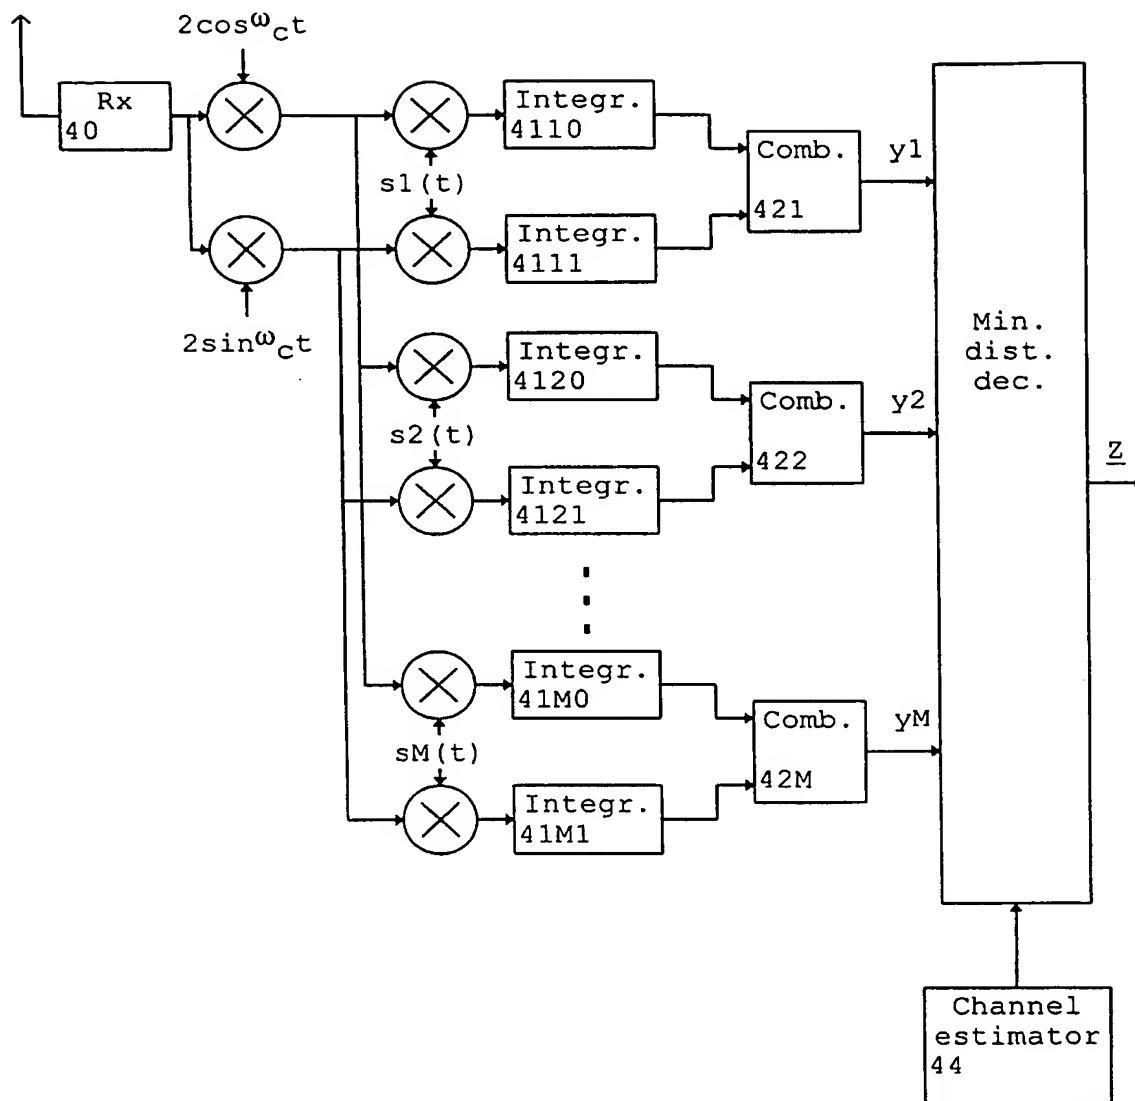 2cosωct
Rx
40
Integr.
4110
s1(t)
Comb.
421
y1
Integr.
4111
2sinωct
Min.
dist.
dec.
Integr.
4120
s2(t)
Comb.
422
y2
Z
Integr.
4121
Integr.
41M0
sM(t)
Comb.
42M
yM
Integr.
41M1
Channel
estimator
44